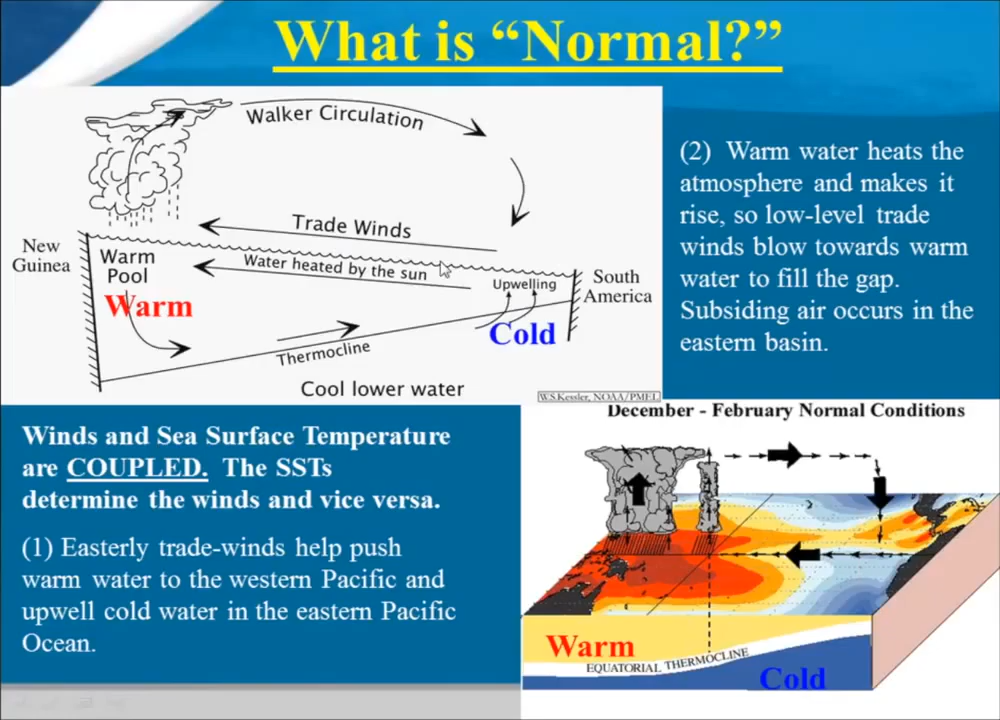 What is “Normal?”
Walker Circulation
Trade Winds
New
Guinea
Warm
Pool
Warm
Water heated by the sun
Upwelling
South
America
Cold
Thermocline
Cool lower water
W.S.Kessler, NOAA/PMEL
(2) Warm water heats the
atmosphere and makes it
rise, so low-level trade
winds blow towards warm
water to fill the gap.
Subsiding air occurs in the
eastern basin.
Winds and Sea Surface Temperature
are COUPLED. The SSTs
determine the winds and vice versa.
(1) Easterly trade-winds help push
warm water to the western Pacific and
upwell cold water in the eastern Pacific
Ocean.
December - February Normal Conditions
Warm
EQUATORIAL THERMOCLINE
Cold